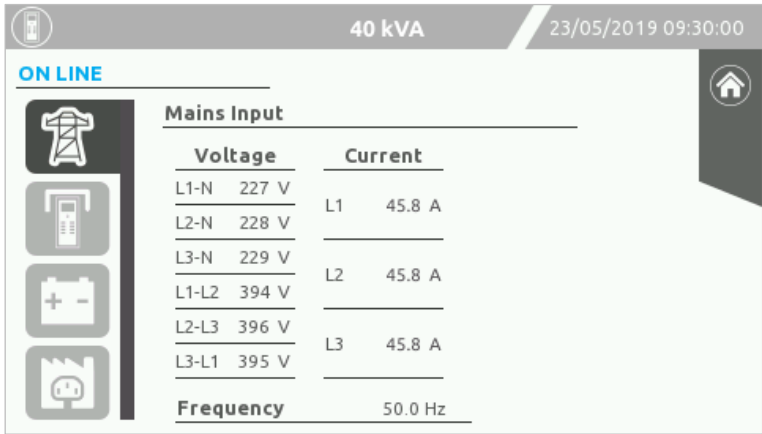 40 kVA 23/05/2019 09:30:00
ON LINE
Mains Input
Voltage Current
L1-N 227 V
L1 45.8 A
L2-N 228 V
L3-N 229 V
L2 45.8 A
L1-L2 394 V
L2-L3 396 V
L3 45.8 A
L3-L1 395 V
Frequency 50.0 Hz